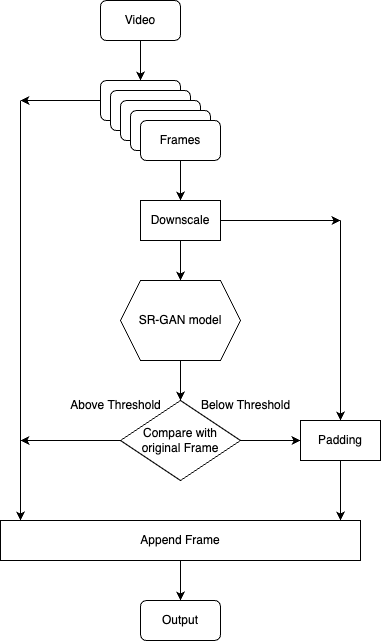 Video
Frames
Downscale
SR-GAN model
Above Threshold
Below Threshold
Compare with
original Frame
Padding
Append Frame
Output